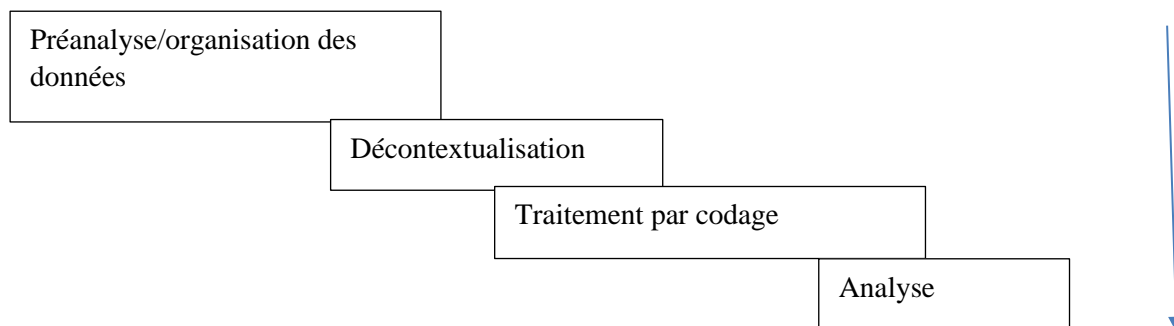 Préanalyse/organisation des
données
Décontextualisation
Traitement par codage
Analyse